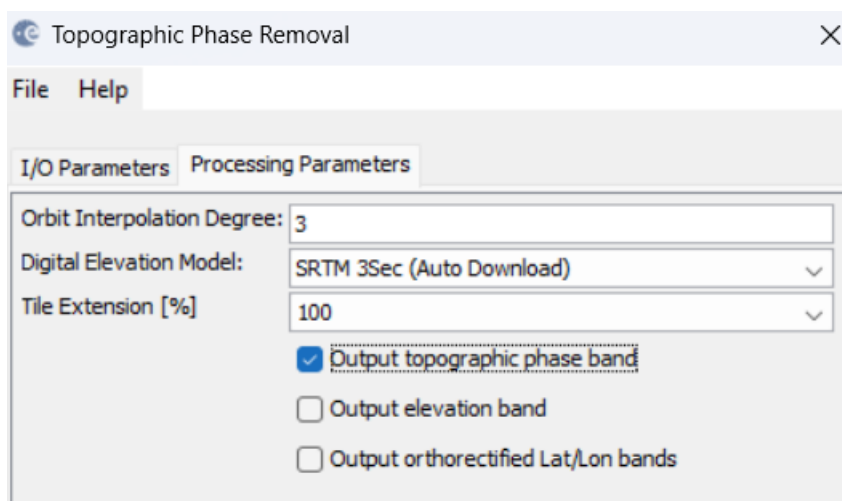 Topographic Phase Removal
File Help
I/O Parameters Processing Parameters
Orbit Interpolation Degree: 3
Digital Elevation Model: SRTM 3Sec (Auto Download)
Tile Extension [%] 100
Output topographic phase band
Output elevation band
Output orthorectified Lat/Lon bands